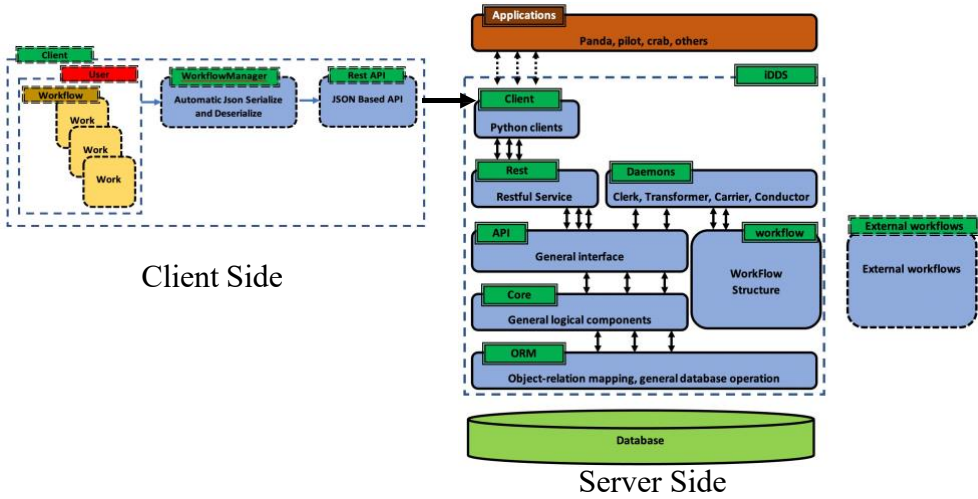 Client
User
Workflow
Work
Work
Work
WorkflowManager
Automatic Json Serialize
and Deserialize
Rest API
JSON Based API
Client Side
Applications
Panda, pilot, crab, others
iDDS
Client
Python clients
Rest
Restful Service
Daemons
Clerk, Transformer, Carrier, Conductor
API
General interface
workflow
WorkFlow
Structure
Core
General logical components
ORM
Object-relation mapping, general database operation
Database
Server Side
External workflows
External workflows